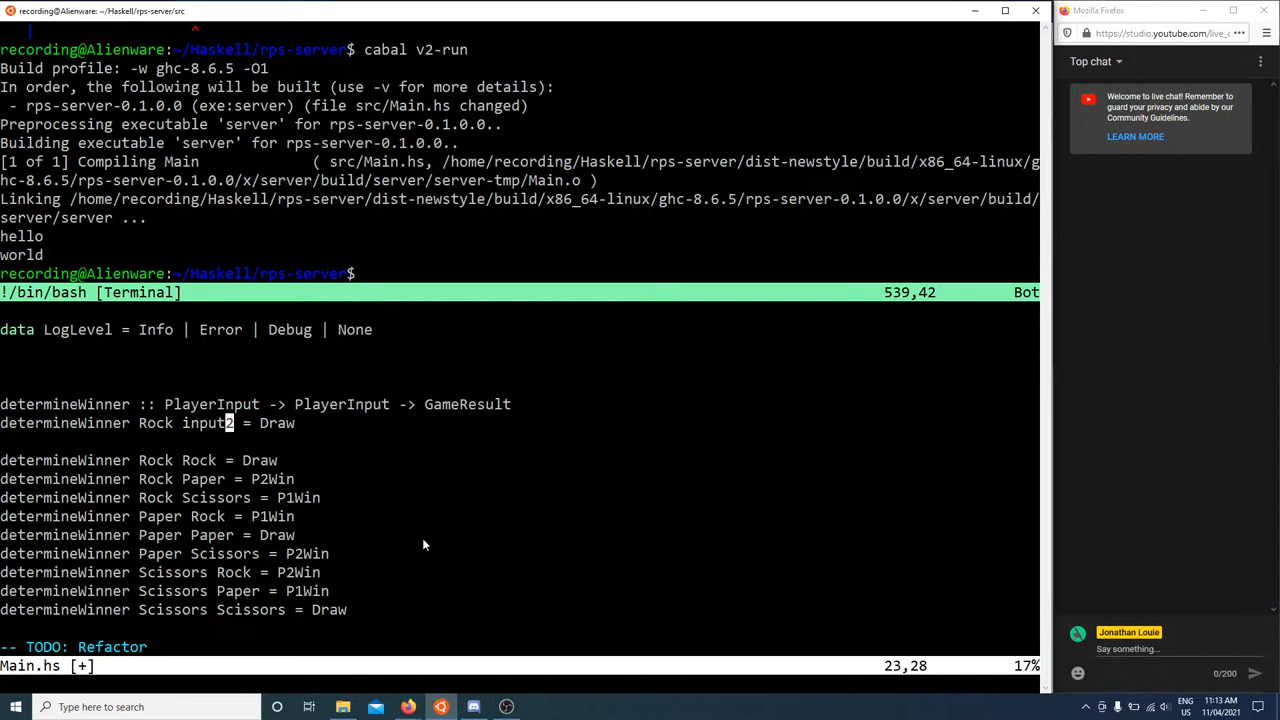 recording@Alienware: ~/Haskell/rps-server/src
^
recording@Alienware:~/Haskell/rps-server$ cabal v2-run
Build profile: -w ghc-8.6.5 -O1
In order, the following will be built (use -v for more details):
- rps-server-0.1.0.0 (exe:server) (file src/Main.hs changed)
Preprocessing executable 'server' for rps-server-0.1.0.0..
Building executable 'server' for rps-server-0.1.0.0..
[1 of 1] Compiling Main ( src/Main.hs, /home/recording/Haskell/rps-server/dist-newstyle/build/x86_64-linux/g
hc-8.6.5/rps-server-0.1.0.0/x/server/build/server/server-tmp/Main.o )
Linking /home/recording/Haskell/rps-server/dist-newstyle/build/x86_64-linux/ghc-8.6.5/rps-server-0.1.0.0/x/server/build/
server/server ...
hello
world
recording@Alienware:~/Haskell/rps-server$
!/bin/bash [Terminal] 539,42 Bot
data LogLevel = Info | Error | Debug | None
determineWinner :: PlayerInput -> PlayerInput -> GameResult
determineWinner Rock input2 = Draw
determineWinner Rock Rock = Draw
determineWinner Rock Paper = P2Win
determineWinner Rock Scissors = P1Win
determineWinner Paper Rock = P1Win
determineWinner Paper Paper = Draw
determineWinner Paper Scissors = P2Win
determineWinner Scissors Rock = P2Win
determineWinner Scissors Paper = P1Win
determineWinner Scissors Scissors = Draw
-- TODO: Refactor
Main.hs [+] 23,28 17%
Mozilla Firefox
https://studio.youtube.com/live_c
Top chat
Welcome to live chat! Remember to
guard your privacy and abide by our
Community Guidelines.
LEARN MORE
Jonathan Louie
Say something...
0/200
Type here to search
ENG
US
11:13 AM
11/04/2021